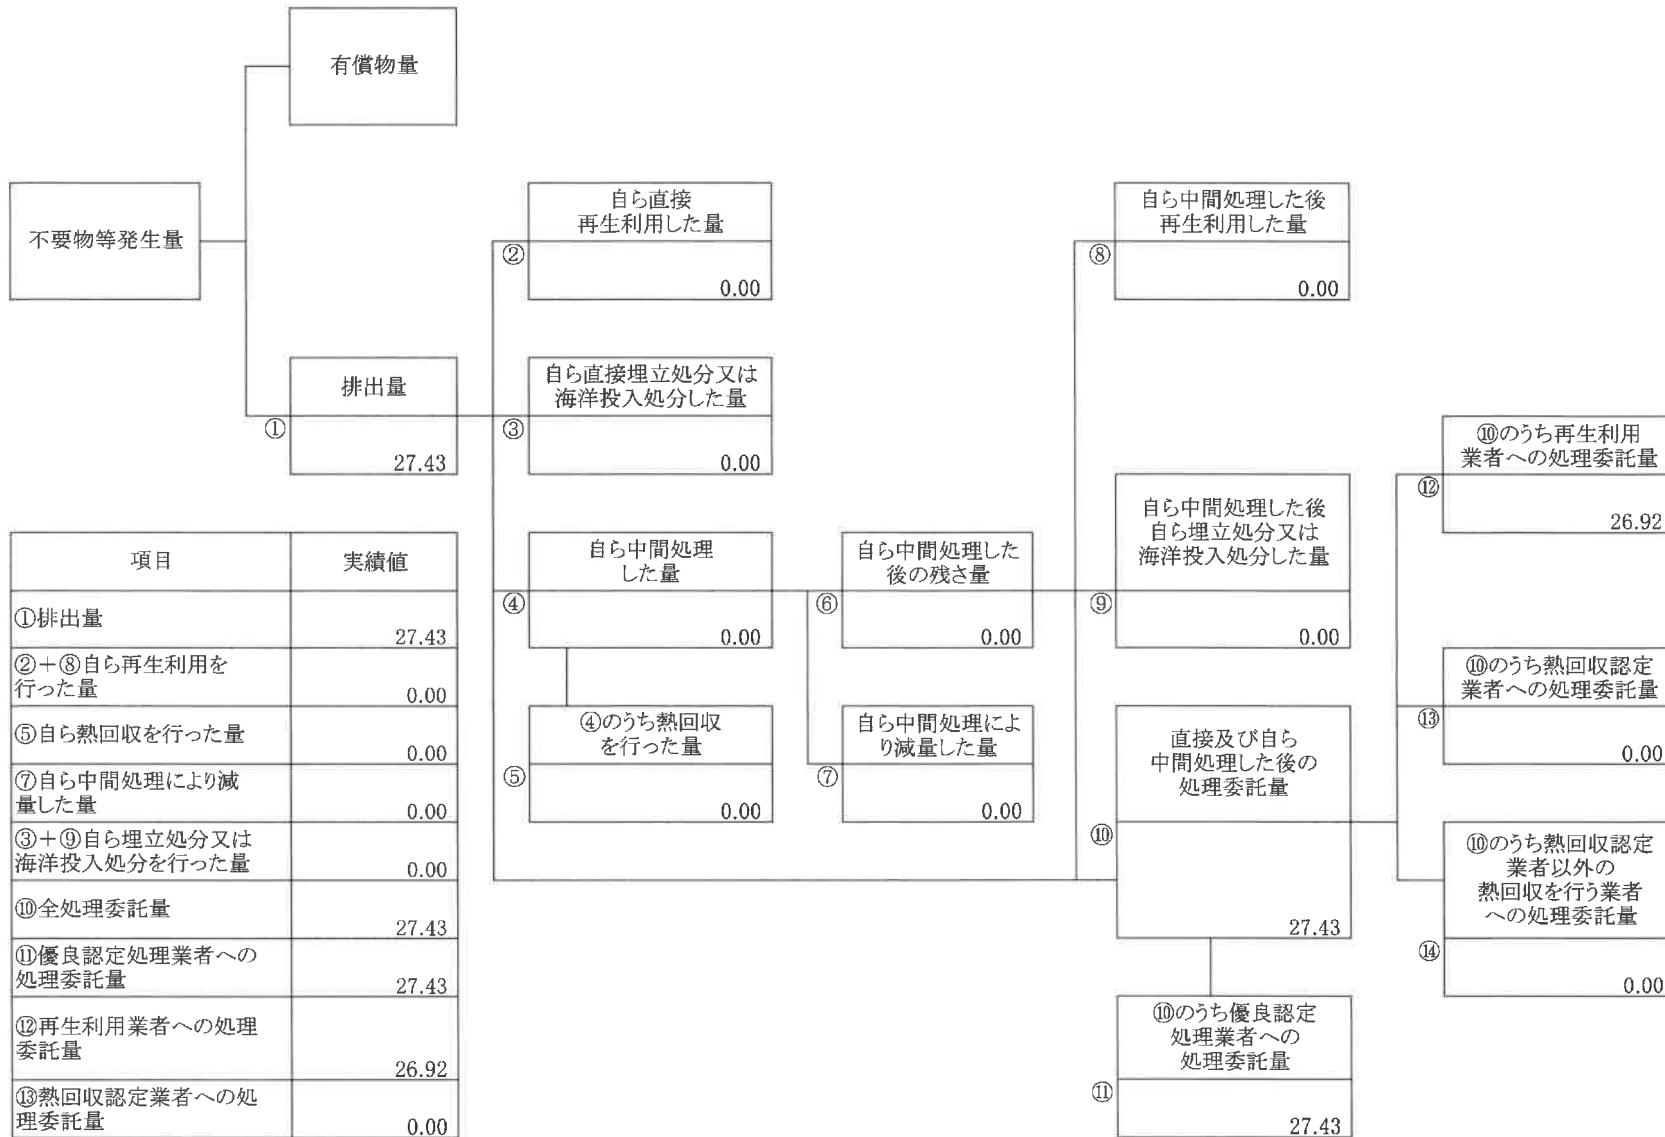 有償物量
不要物等発生量
排出量
①
27.43
自ら直接
再生利用した量
②
0.00
自ら直接埋立処分又は
海洋投入処分した量
③
0.00
自ら中間処理
した量
④
0.00
④のうち熱回収
を行った量
⑤
0.00
自ら中間処理した
後の残さ量
⑥
0.00
自ら中間処理によ
り減量した量
⑦
0.00
自ら中間処理した後
再生利用した量
⑧
0.00
自ら中間処理した後
自ら埋立処分又は
海洋投入処分した量
⑨
0.00
直接及び自ら
中間処理した後の
処理委託量
⑩
27.43
⑩のうち優良認定
処理業者への
処理委託量
⑪
27.43
⑩のうち再生利用
業者への処理委託量
⑫
26.92
⑩のうち熱回収認定
業者への処理委託量
⑬
0.00
⑩のうち熱回収認定
業者以外の
熱回収を行う業者
への処理委託量
⑭
0.00
項目 実績値
①排出量
27.43
②+⑧自ら再生利用を
行った量
0.00
⑤自ら熱回収を行った量
0.00
⑦自ら中間処理により減
量した量
0.00
③+⑨自ら埋立処分又は
海洋投入処分を行った量
0.00
⑩全処理委託量
27.43
⑪優良認定処理業者への
処理委託量
27.43
⑫再生利用業者への処理
委託量
26.92
⑬熱回収認定業者への処
理委託量
0.00